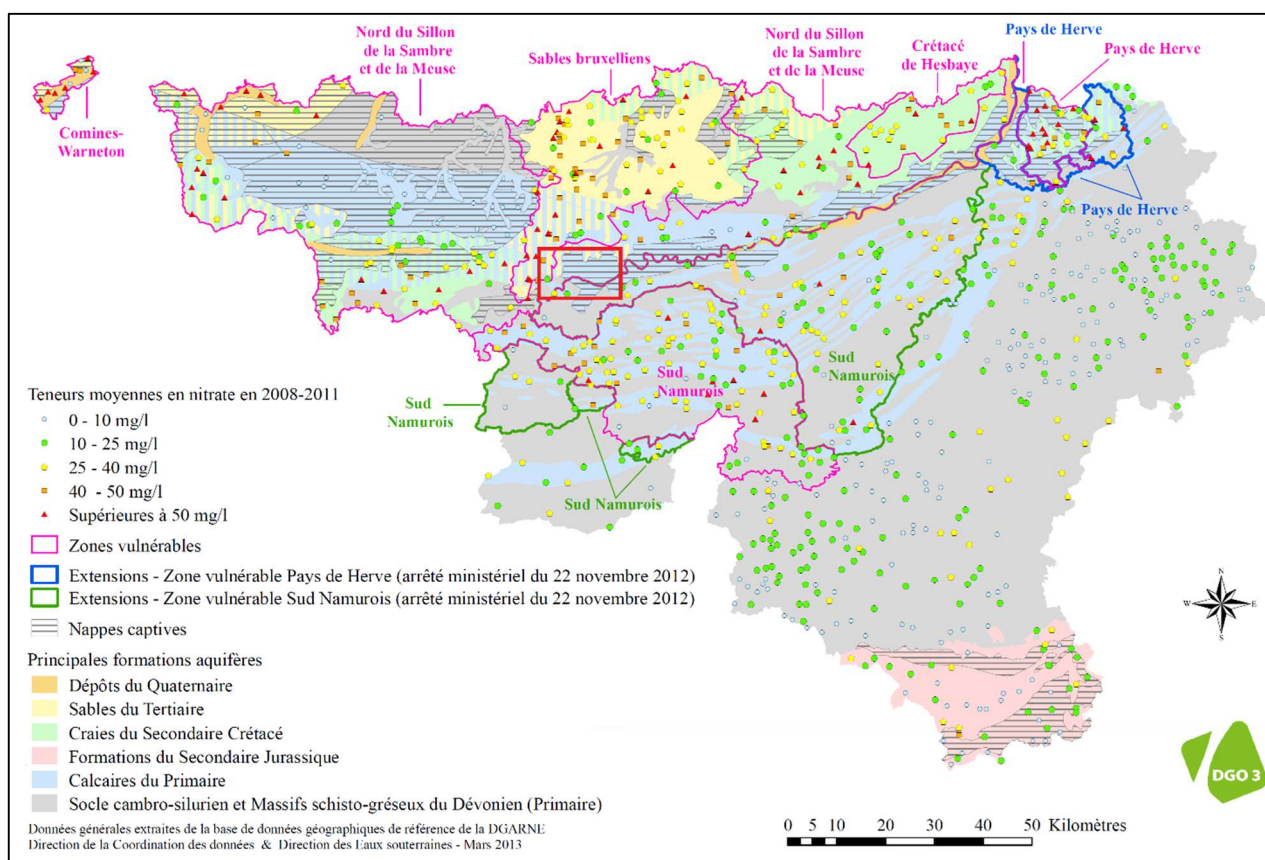 Nord du Sillon
de la Sambre
et de la Meuse
Sables bruxelliens
Nord du Sillon
de la Sambre
et de la Meuse
Crétacé
de Hesbaye
Pays de Herve
Pays de Herve
Comines-
Warneton
Pays de Herve
Sud
Namurois
Sud
Namurois
Sud
Namurois
Sud Namurois
Teneurs moyennes en nitrate en 2008-2011
0 - 10 mg/l
10 - 25 mg/l
25 - 40 mg/l
40 - 50 mg/l
Supérieures à 50 mg/l
Zones vulnérables
Extensions - Zone vulnérable Pays de Herve (arrêté ministériel du 22 novembre 2012)
Extensions - Zone vulnérable Sud Namurois (arrêté ministériel du 22 novembre 2012)
Nappes captives
N
W E
S
Principales formations aquifères
Dépôts du Quaternaire
Sables du Tertiaire
Craies du Secondaire Crétacé
Formations du Secondaire Jurassique
Calcaires du Primaire
Socle cambro-silurien et Massifs schisto-gréseux du Dévonien (Primaire)
DGO 3
Données générales extraites de la base de données géographiques de référence de la DGARNE
Direction de la Coordination des données & Direction des Eaux souterraines - Mars 2013
0 5 10 20 30 40 50 Kilomètres